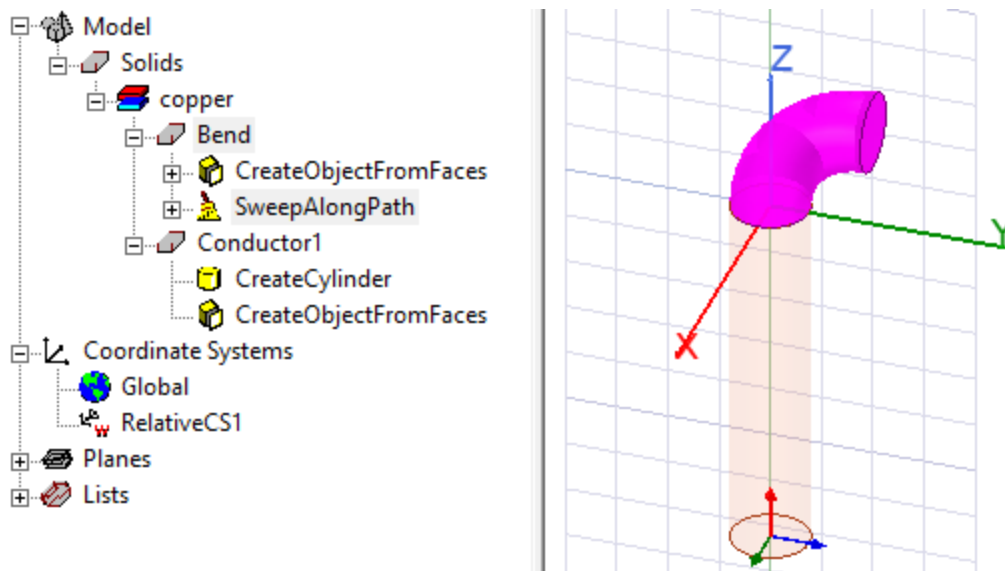 Model
Solids
copper
Bend
CreateObjectFromFaces
SweepAlongPath
Conductor1
CreateCylinder
CreateObjectFromFaces
Coordinate Systems
Global
RelativeCS1
Planes
Lists
Z
Y
X